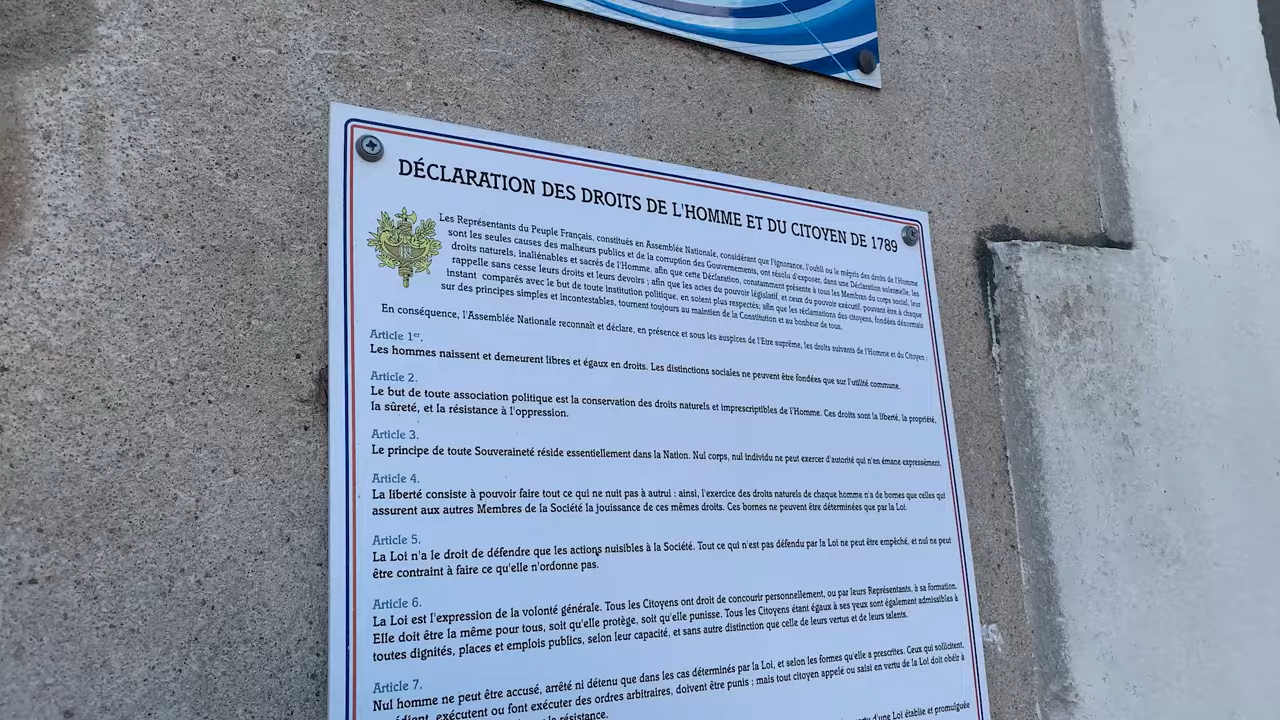 DÉCLARATION DES DROITS DE L'HOMME ET DU CITOYEN DE 1789
Les Représentants du Peuple Français, constitués en Assemblée Nationale, considérant que l'ignorance, l'oubli ou le mépris des droits de l'Homme
sont les seules causes des malheurs publics et de la corruption des Gouvernements, ont résolu d'exposer, dans une Déclaration solennelle, les
droits naturels, inaliénables et sacrés de l'Homme, afin que cette Déclaration, constamment présente à tous les Membres du corps social, leur
rappelle sans cesse leurs droits et leurs devoirs ; afin que les actes du pouvoir législatif, et ceux du pouvoir exécutif, pouvant être à chaque
instant comparés avec le but de toute institution politique, en soient plus respectés; afin que les réclamations des citoyens, fondées désormais
sur des principes simples et incontestables, tournent toujours au maintien de la Constitution et au bonheur de tous.
En conséquence, l'Assemblée Nationale reconnaît et déclare, en présence et sous les auspices de l'Etre suprême, les droits suivants de l'Homme et du Citoyen :
Article 1er.
Les hommes naissent et demeurent libres et égaux en droits. Les distinctions sociales ne peuvent être fondées que sur l'utilité commune.
Article 2.
Le but de toute association politique est la conservation des droits naturels et imprescriptibles de l'Homme. Ces droits sont la liberté, la propriété,
la sûreté, et la résistance à l'oppression.
Article 3.
Le principe de toute Souveraineté réside essentiellement dans la Nation. Nul corps, nul individu ne peut exercer d'autorité qui n'en émane expressément.
Article 4.
La liberté consiste à pouvoir faire tout ce qui ne nuit pas à autrui : ainsi, l'exercice des droits naturels de chaque homme n'a de bornes que celles qui
assurent aux autres Membres de la Société la jouissance de ces mêmes droits. Ces bornes ne peuvent être déterminées que par la Loi.
Article 5.
La Loi n'a le droit de défendre que les actions nuisibles à la Société. Tout ce qui n'est pas défendu par la Loi ne peut être empêché, et nul ne peut
être contraint à faire ce qu'elle n'ordonne pas.
Article 6.
La Loi est l'expression de la volonté générale. Tous les Citoyens ont droit de concourir personnellement, ou par leurs Représentants, à sa formation.
Elle doit être la même pour tous, soit qu'elle protège, soit qu'elle punisse. Tous les Citoyens étant égaux à ses yeux sont également admissibles à
toutes dignités, places et emplois publics, selon leur capacité, et sans autre distinction que celle de leurs vertus et de leurs talents.
Article 7.
Nul homme ne peut être accusé, arrêté ni détenu que dans les cas déterminés par la Loi, et selon les formes qu'elle a prescrites. Ceux qui sollicitent,
exécutent ou font exécuter des ordres arbitraires, doivent être punis ; mais tout citoyen appelé ou saisi en vertu de la Loi doit obéir à
résistance.
d'une Loi établie et promulguée